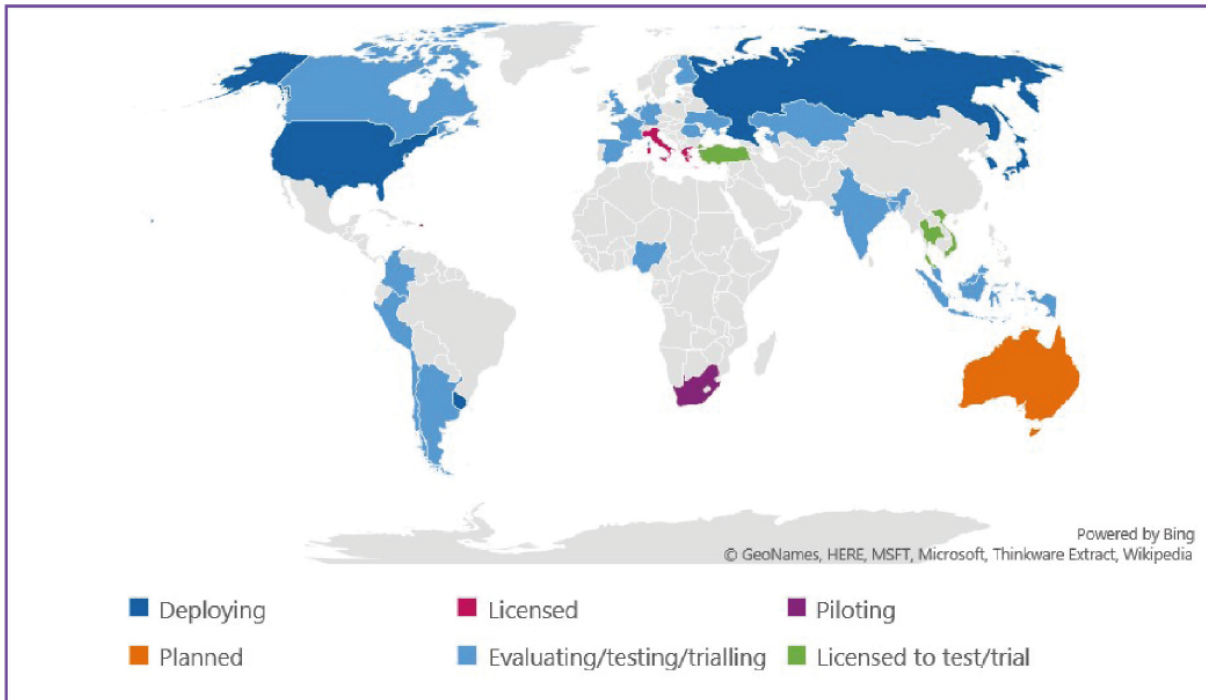 Powered by Bing
© GeoNames, HERE, MSFT, Microsoft, Thinkware Extract, Wikipedia
Deploying
Licensed
Piloting
Planned
Evaluating/testing/trialling
Licensed to test/trial